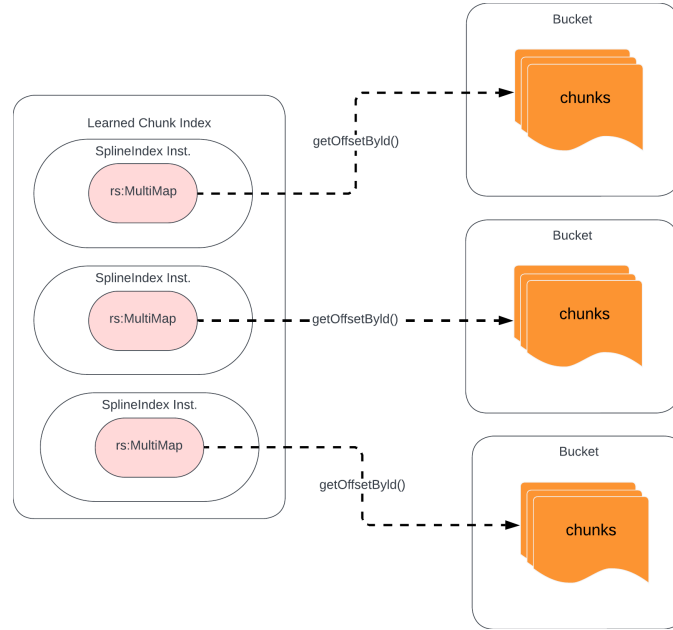 Bucket
chunks
Learned Chunk Index
getOffsetById()
SplineIndex Inst.
rs:MultiMap
Bucket
SplineIndex Inst.
rs:MultiMap
getOffsetById()
chunks
SplineIndex Inst.
rs:MultiMap
Bucket
getOffsetById()
chunks